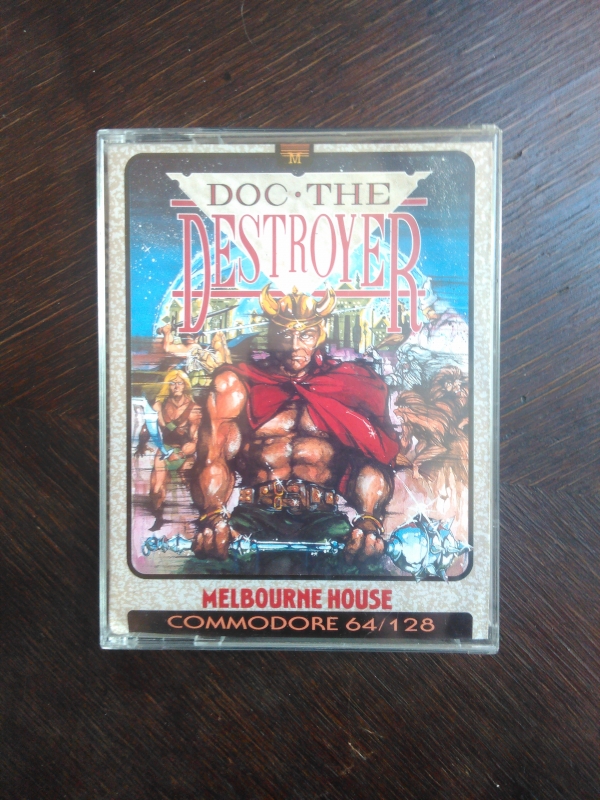 M
DOC·THE
DESTROYER
MELBOURNE HOUSE
COMMODORE 64/128